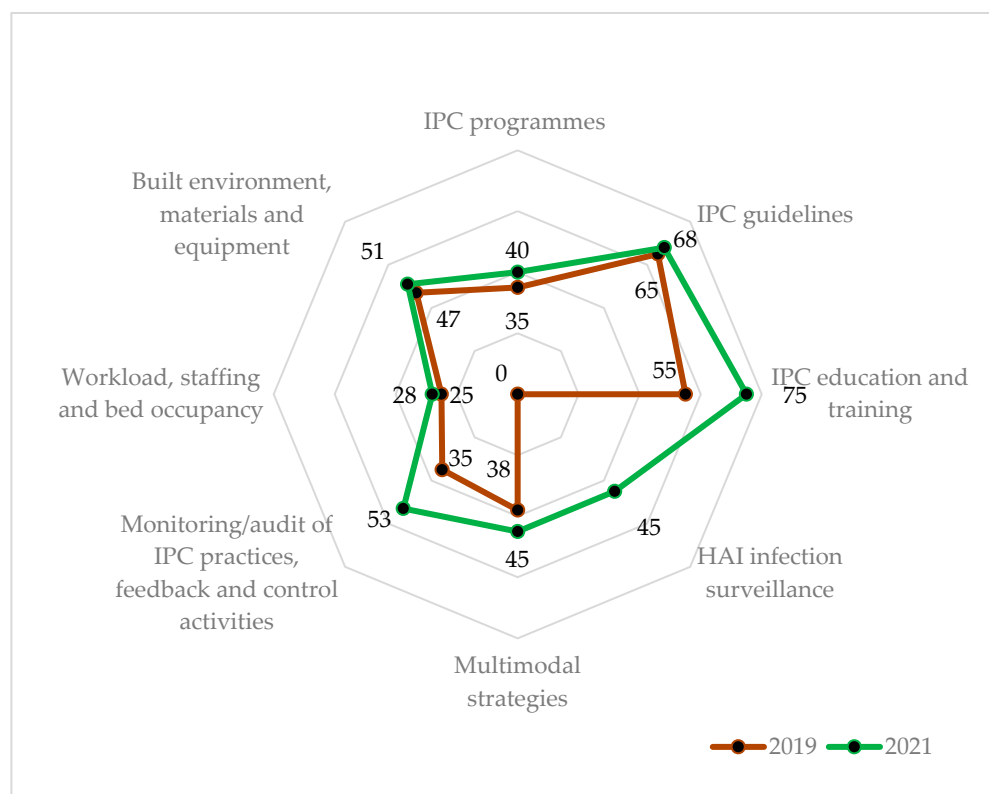 IPC programmes
Built environment,
materials and
equipment
IPC guidelines
51
40
68
65
47
35
0
55
IPC education and
training
75
Workload, staffing
and bed occupancy
28
25
35
38
53
45
45
Monitoring/audit of
IPC practices,
feedback and control
activities
HAI infection
surveillance
Multimodal
strategies
2019
2021